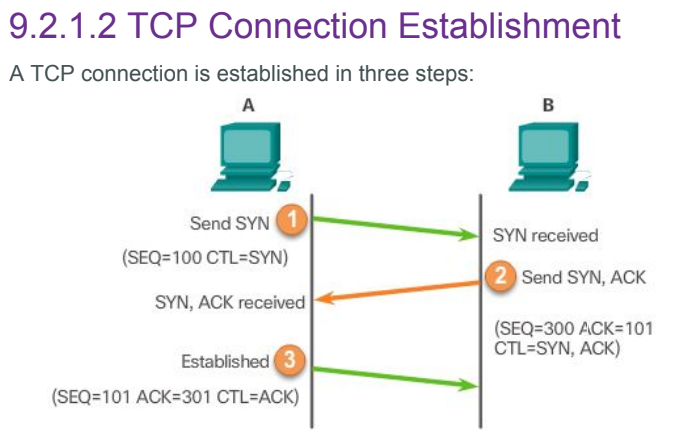 9.2.1.2 TCP Connection Establishment
A TCP connection is established in three steps:
A
B
Send SYN 1
(SEQ=100 CTL=SYN)
SYN received
2 Send SYN, ACK
SYN, ACK received
(SEQ=300 ACK=101
CTL=SYN, ACK)
Established 3
(SEQ=101 ACK=301 CTL=ACK)